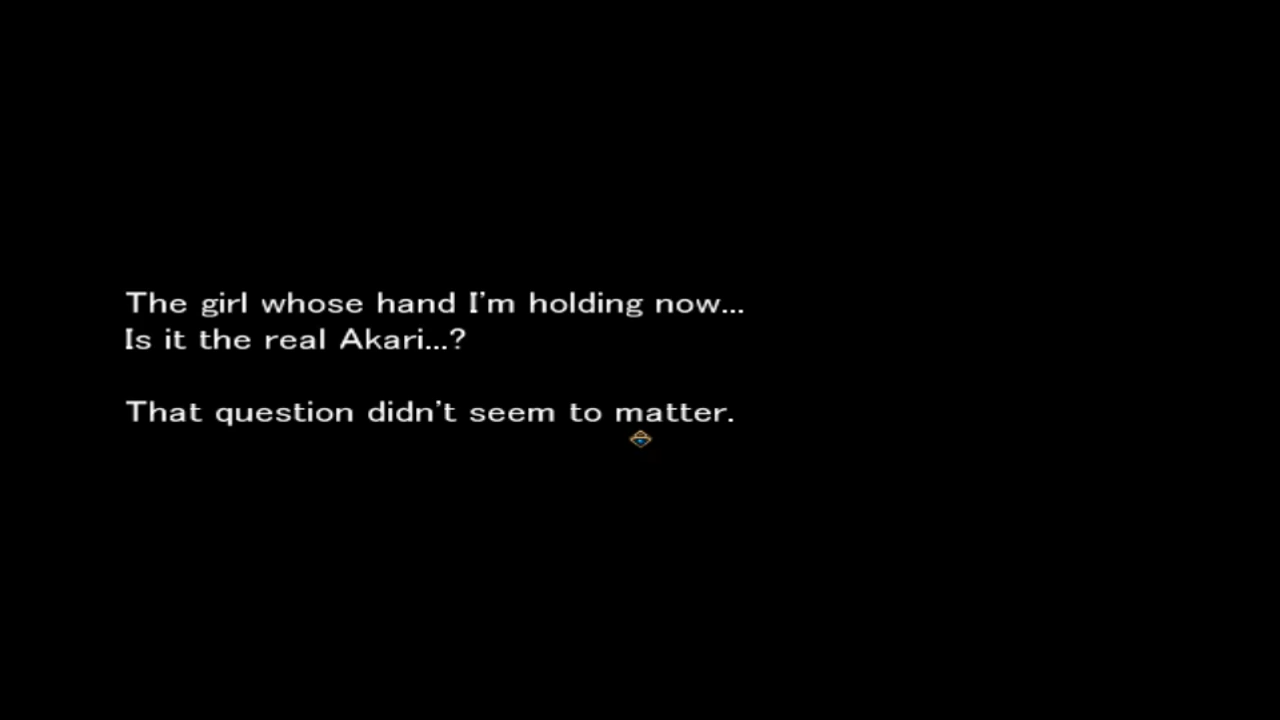 The girl whose hand I'm holding now...
Is it the real Akari...?
That question didn't seem to matter.